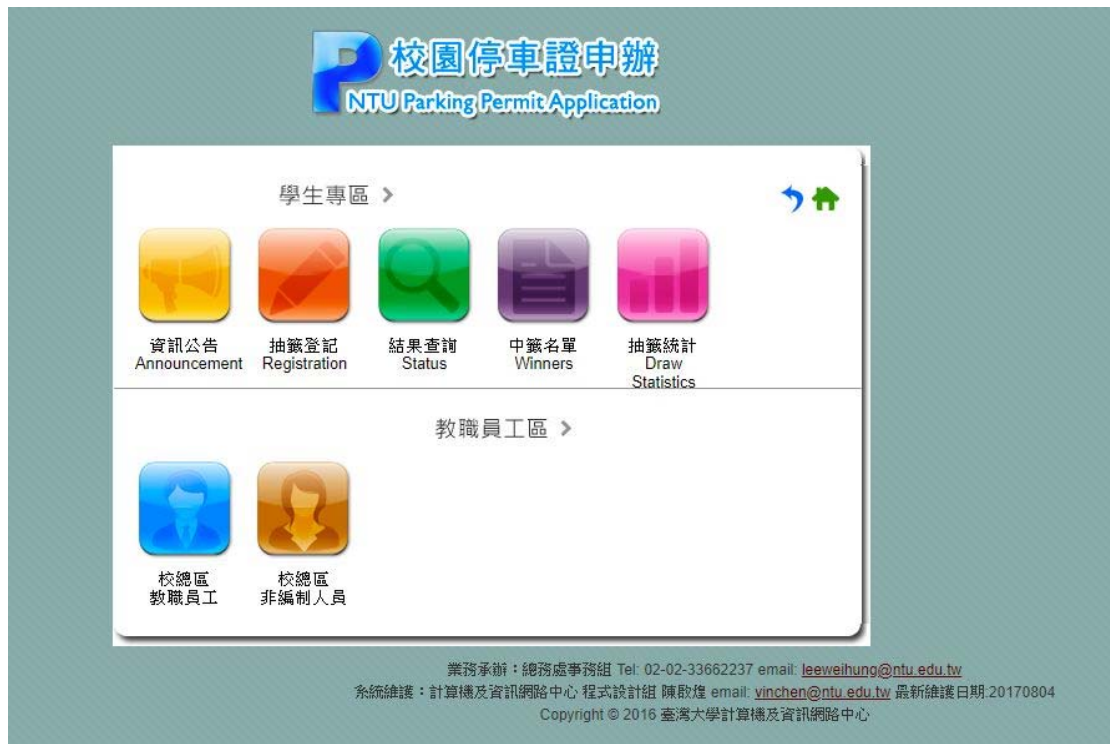 校園停車證申辦
NTU Parking Permit Application
學生專區
資訊公告
Announcement
抽籤登記
Registration
結果查詢
Status
中籤名單
Winners
抽籤統計
Draw
Statistics
教職員工區
校總區
教職員工
校總區
非編制人員
業務承辦：總務處事務組 Tel: 02-02-33662237 email: leeweihung@ntu.edu.tw
系統維護：計算機及資訊網路中心 程式設計組 陳啟煌 email: vinchen@ntu.edu.tw 最新維護日期:20170804
Copyright © 2016 臺灣大學計算機及資訊網路中心